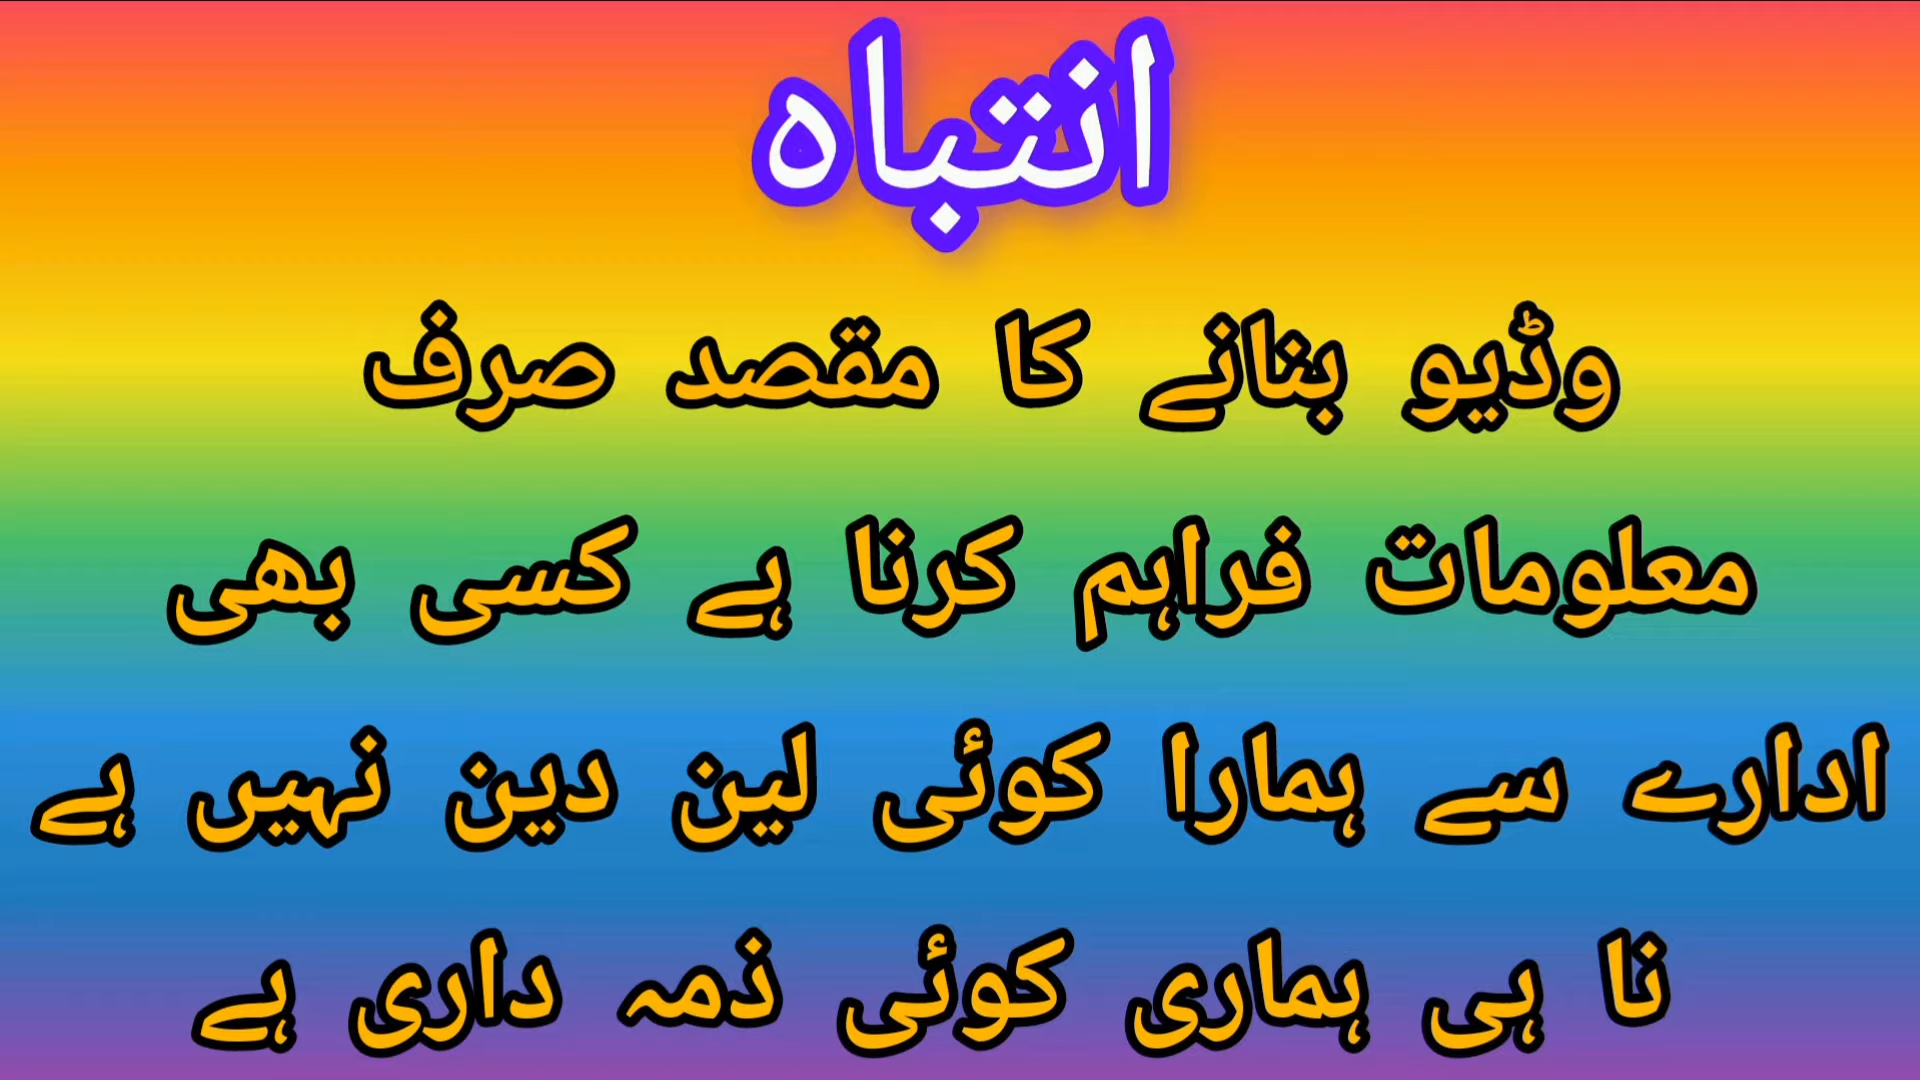 انتباہ
وڈیو بنانے کا مقصد صرف
معلومات فراہم کرنا ہے کسی بھی
ادارے سے ہمارا کوئی لین دین نہیں ہے
نا ہی ہماری کوئی ذمہ داری ہے